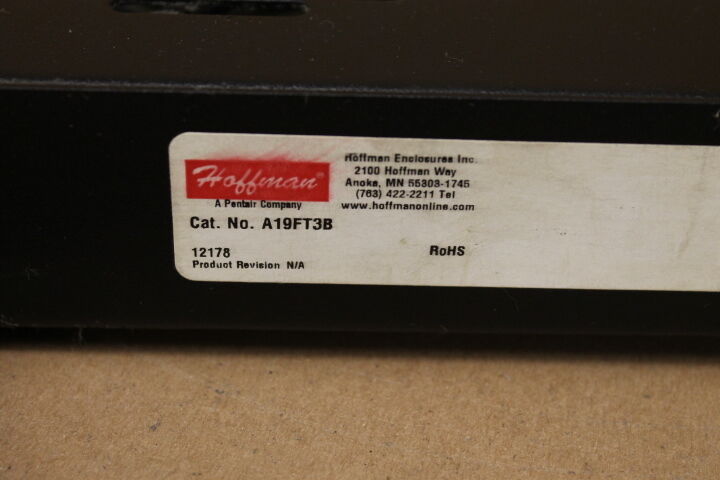 Hoffman®
A Pentair Company
Hoffman Enclosures Inc.
2100 Hoffman Way
Anoka, MN 55303-1745
(763) 422-2211 Tel
www.hoffmanonline.com
Cat. No. A19FT3B
12178
RoHS
Product Revision N/A